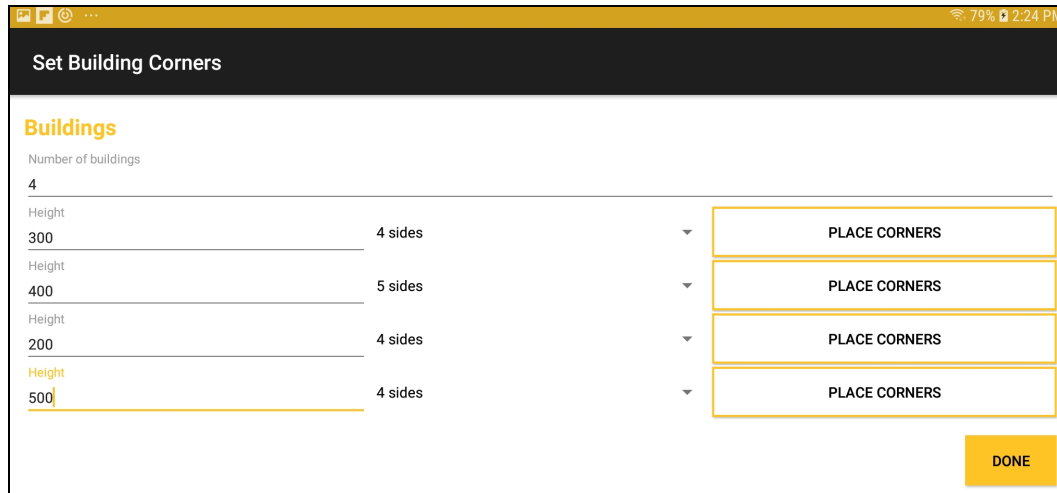 79% 2:24 PM
Set Building Corners
Buildings
Number of buildings
4
Height
300 4 sides PLACE CORNERS
Height
400 5 sides PLACE CORNERS
Height
200 4 sides PLACE CORNERS
Height
500 4 sides PLACE CORNERS
DONE